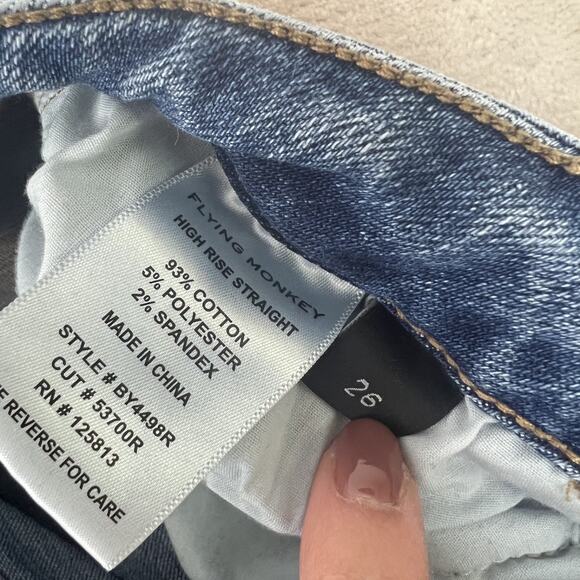 FLYING MONKEY
HIGH RISE STRAIGHT
93% COTTON
5% POLYESTER
2% SPANDEX
MADE IN CHINA
STYLE # BY4498R
CUT # 53700R
RN # 125813
REVERSE FOR CARE
26